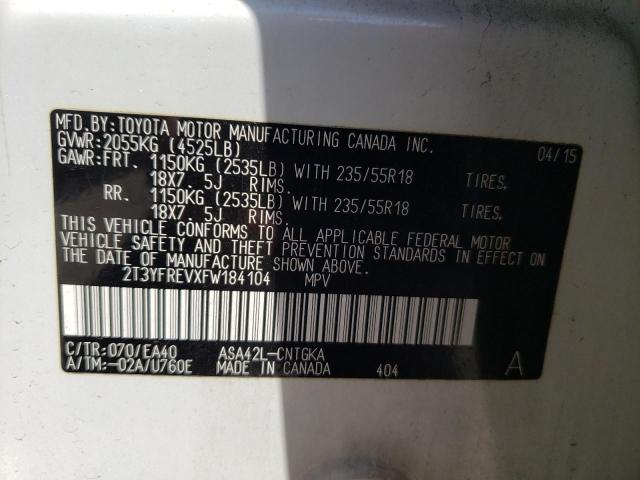 MFD.BY:TOYOTA MOTOR MANUFACTURING CANADA INC.
GVWR:2055KG (4525LB) 04/15
GAWR:FRT. 1150KG (2535LB) WITH 235/55R18 TIRES,
18X7. 5J RIMS.
RR. 1150KG (2535LB) WITH 235/55R18 TIRES,
18X7. 5J RIMS.
THIS VEHICLE CONFORMS TO ALL APPLICABLE FEDERAL MOTOR
VEHICLE SAFETY AND THEFT PREVENTION STANDARDS IN EFFECT ON
THE DATE OF MANUFACTURE SHOWN ABOVE.
2T3YFREVXFW184104 MPV
C/TR:070/EA40 ASA42L-CNTGKA
A/TM:-02A/U760E MADE IN CANADA 404 A